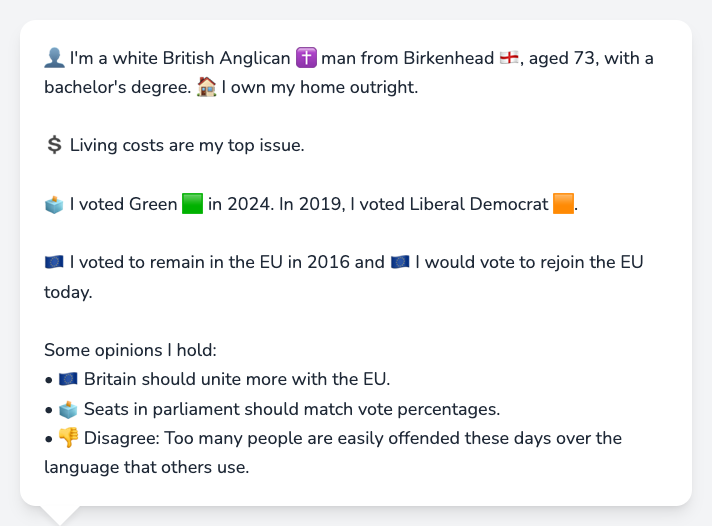 👤 I'm a white British Anglican ✝️ man from Birkenhead 🏴󠁧󠁢󠁥󠁮󠁧󠁿, aged 73, with a
bachelor's degree. 🏠 I own my home outright.
💲 Living costs are my top issue.
🗳️ I voted Green 🟩 in 2024. In 2019, I voted Liberal Democrat 🟧.
🇪🇺 I voted to remain in the EU in 2016 and 🇪🇺 I would vote to rejoin the EU
today.
Some opinions I hold:
• 🇪🇺 Britain should unite more with the EU.
• 🗳️ Seats in parliament should match vote percentages.
• 👎 Disagree: Too many people are easily offended these days over the
language that others use.